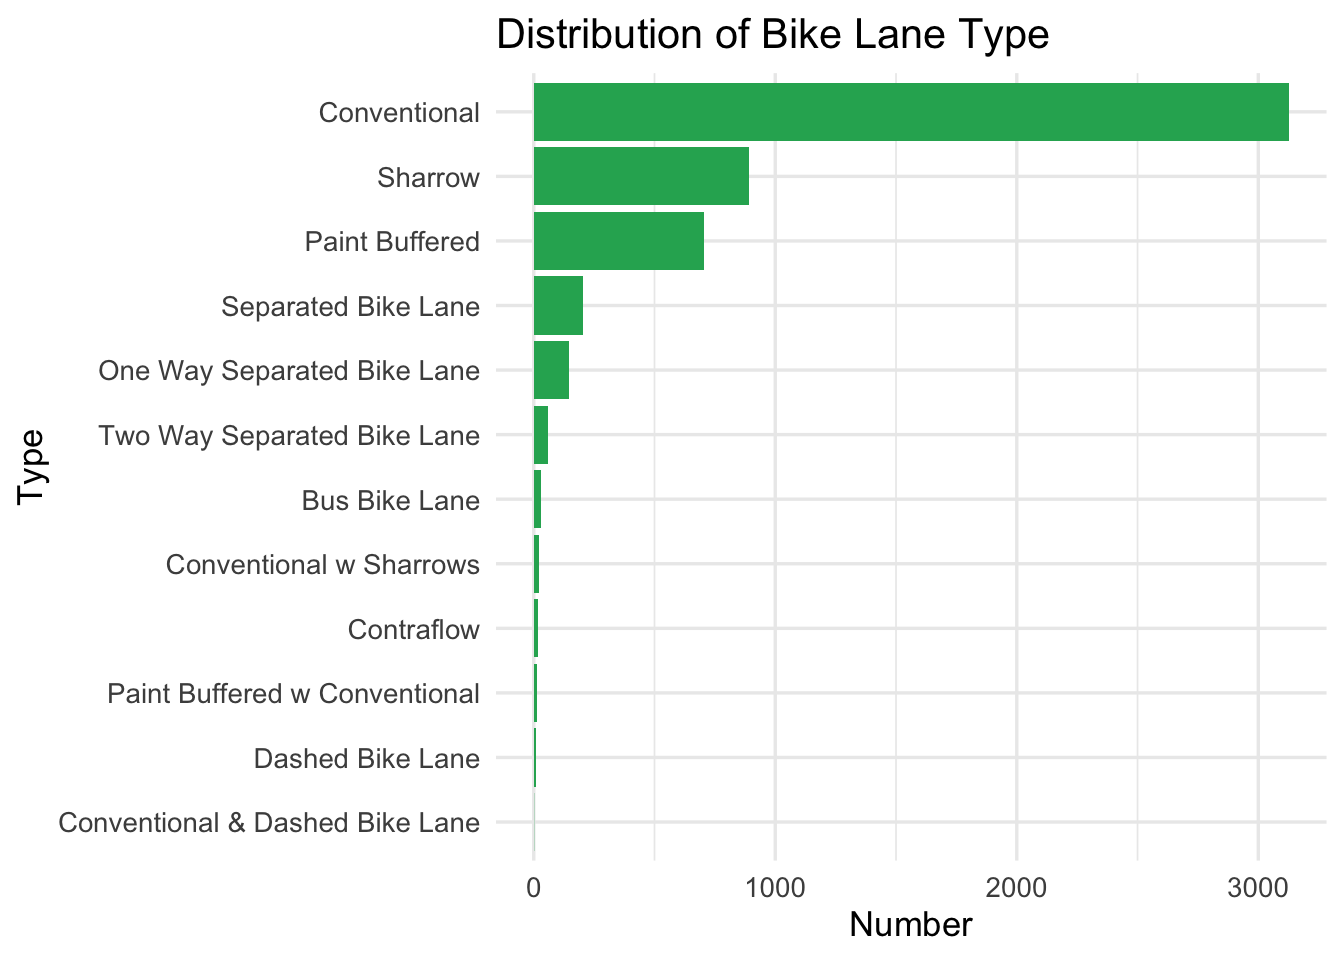 Distribution of Bike Lane Type
Conventional
Sharrow
Paint Buffered
Separated Bike Lane
One Way Separated Bike Lane
Two Way Separated Bike Lane
Bus Bike Lane
Conventional w Sharrows
Contraflow
Paint Buffered w Conventional
Dashed Bike Lane
Conventional & Dashed Bike Lane
Type
0 1000 2000 3000
Number